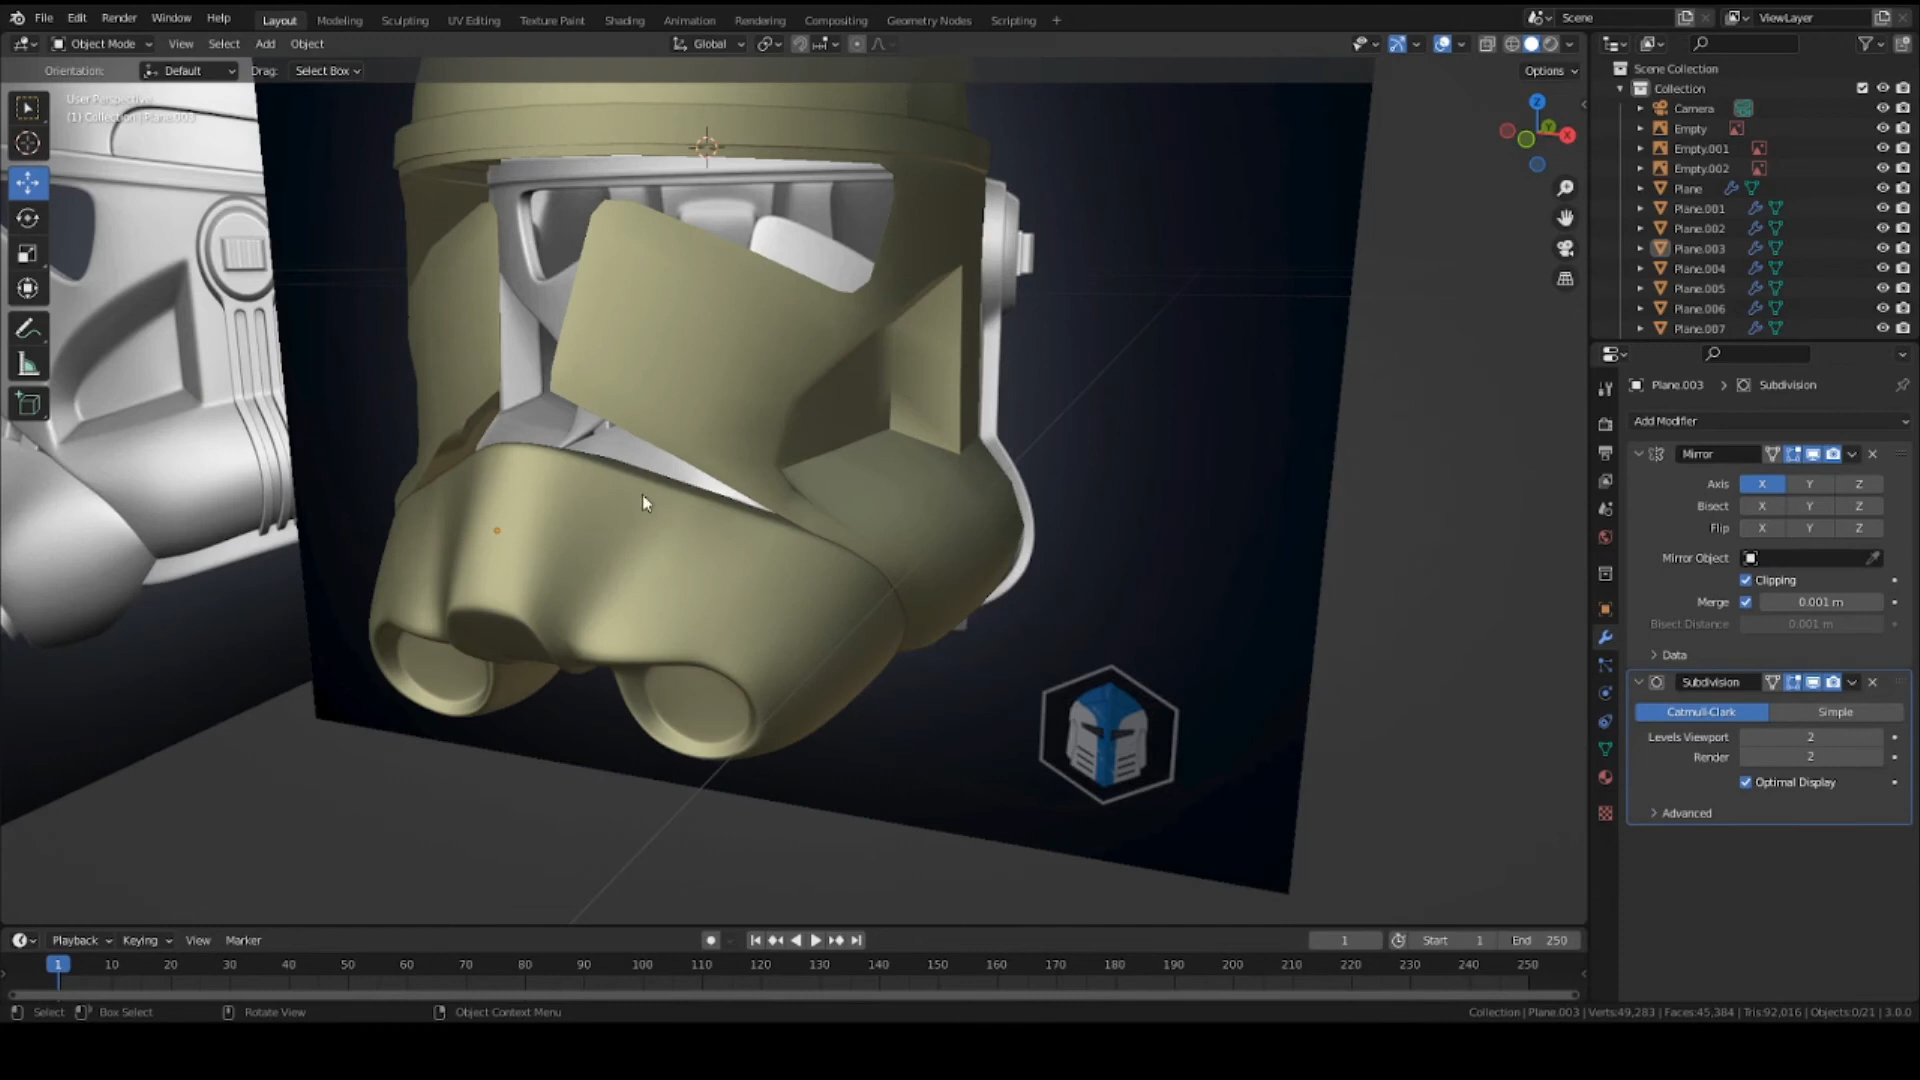 File Edit Render Window Help Layout Modeling Sculpting UV Editing Texture Paint Shading Animation Rendering Compositing Geometry Nodes Scripting + Scene ViewLayer
Object Mode View Select Add Object Global
Orientation: Default Drag: Select Box Options
User Perspective
(1) Collection | Plane.003
Z
Y
X
Scene Collection
Collection
Camera
Empty
Empty.001
Empty.002
Plane
Plane.001
Plane.002
Plane.003
Plane.004
Plane.005
Plane.006
Plane.007
Plane.003 > Subdivision
Add Modifier
Mirror
Axis X Y Z
Bisect X Y Z
Flip X Y Z
Mirror Object
Clipping
Merge 0.001 m
Bisect Distance 0.001 m
Data
Subdivision
Catmull-Clark Simple
Levels Viewport 2
Render 2
Optimal Display
Advanced
Playback Keying View Marker 1 Start 1 End 250
1 10 20 30 40 50 60 70 80 90 100 110 120 130 140 150 160 170 180 190 200 210 220 230 240 250
Select Box Select Rotate View Object Context Menu Collection | Plane.003 | Verts:49,283 | Faces:45,384 | Tris:92,016 | Objects:0/21 | 3.0.0